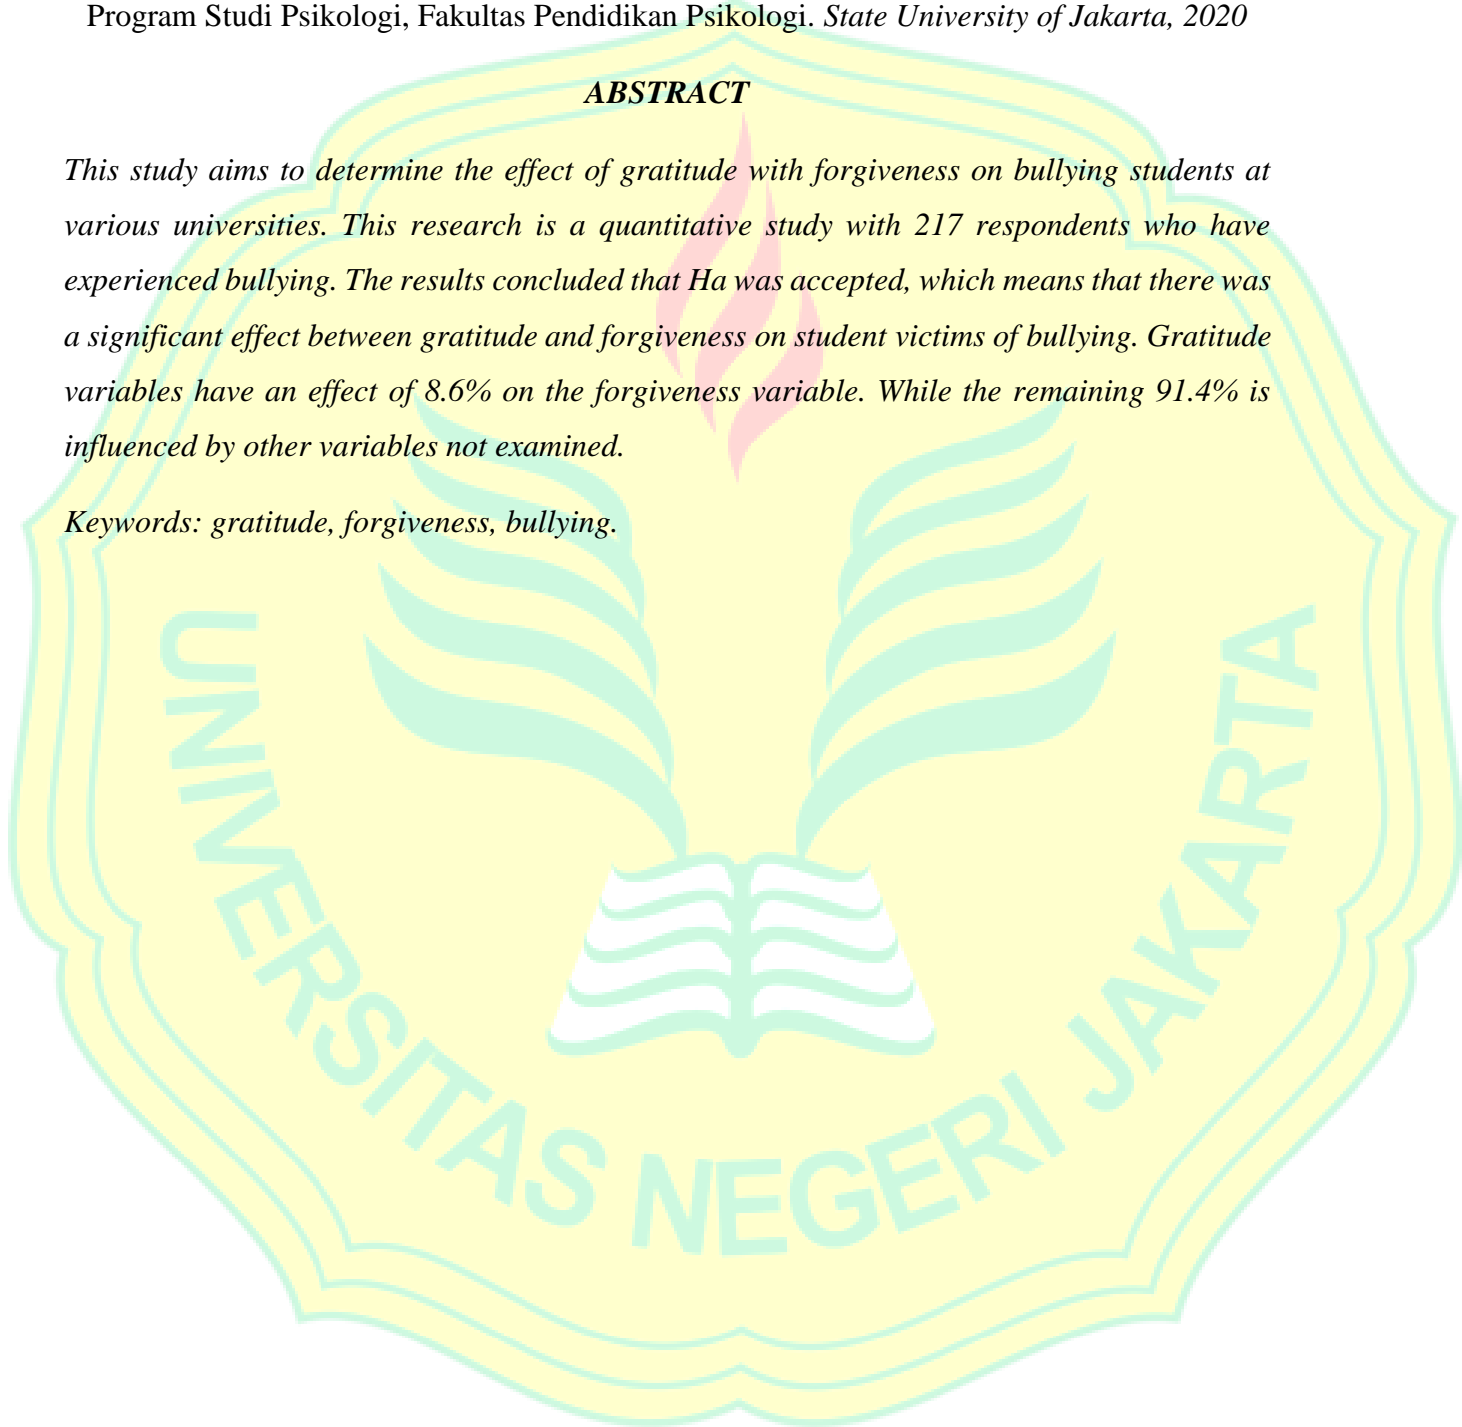 Program Studi Psikologi, Fakultas Pendidikan Psikologi. State University of Jakarta, 2020
ABSTRACT
This study aims to determine the effect of gratitude with forgiveness on bullying students at
various universities. This research is a quantitative study with 217 respondents who have
experienced bullying. The results concluded that Ha was accepted, which means that there was
a significant effect between gratitude and forgiveness on student victims of bullying. Gratitude
variables have an effect of 8.6% on the forgiveness variable. While the remaining 91.4% is
influenced by other variables not examined.
Keywords: gratitude, forgiveness, bullying.
UNIVERSITAS NEGERI JAKARTA